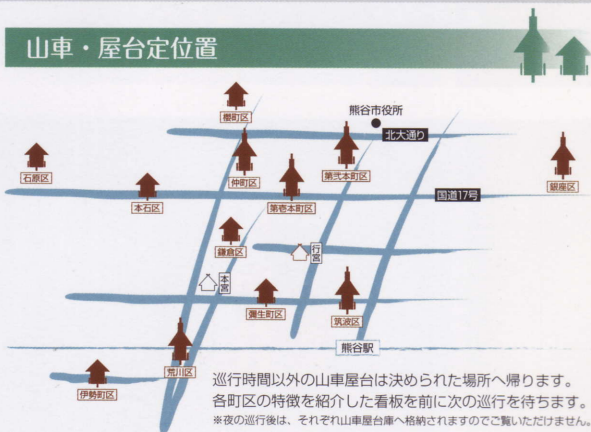 山車・屋台定位置
櫻町区
熊谷市役所
北大通り
石原区
仲町区
第弐本町区
銀座区
本石区
第壱本町区
国道17号
鎌倉区
行宮
本宮
彌生町区
筑波区
熊谷駅
荒川区
伊勢町区
巡行時間以外の山車屋台は決められた場所へ帰ります。
各町区の特徴を紹介した看板を前に次の巡行を待ちます。
※夜の巡行後は、それぞれ山車屋台庫へ格納されますのでご覧いただけません。